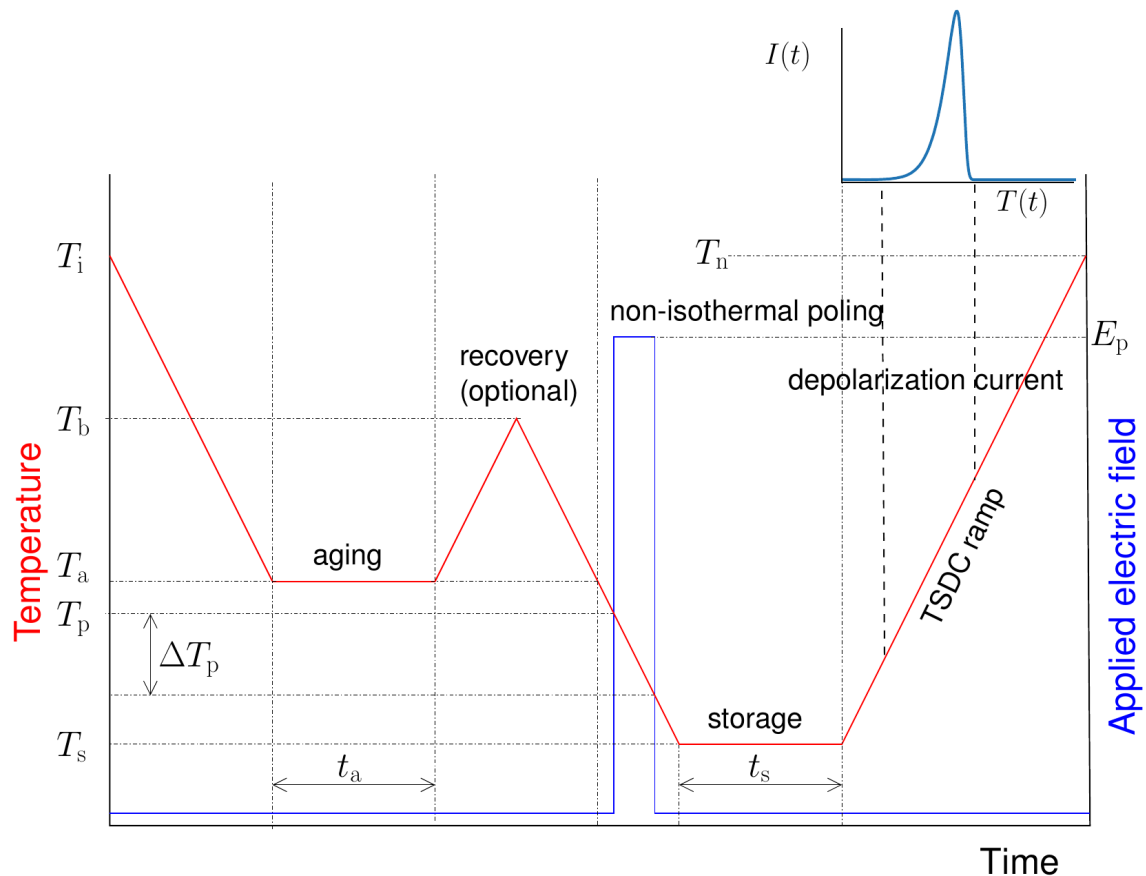 I(t)
T(t)
T_i
T_n
non-isothermal poling
E_p
recovery
(optional)
depolarization current
T_b
Temperature
Applied electric field
aging
T_a
T_p
ΔT_p
TSDC ramp
T_s
storage
t_a
t_s
Time